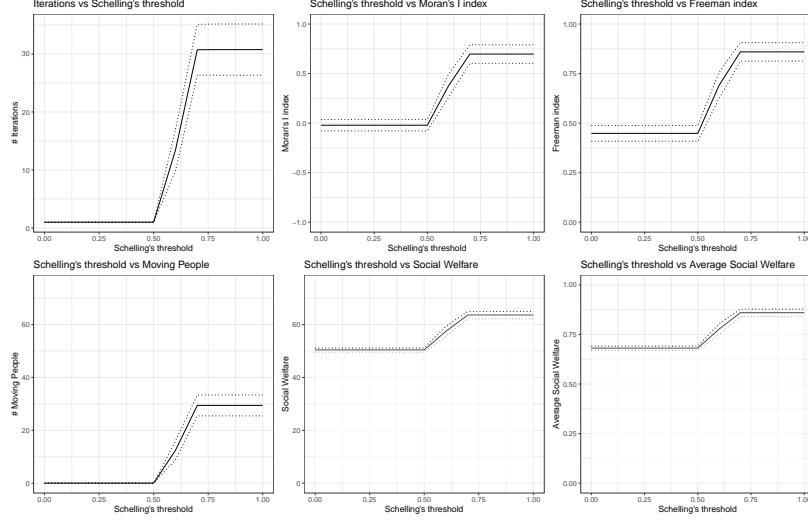 Iterations vs Schelling's threshold
# Iterations
30
20
10
0
0.00 0.25 0.50 0.75 1.00
Schelling's threshold
Schelling's threshold vs Moran's I index
Moran's I index
1.0
0.5
0.0
−0.5
−1.0
0.00 0.25 0.50 0.75 1.00
Schelling's threshold
Schelling's threshold vs Freeman index
Freeman index
1.00
0.75
0.50
0.25
0.00
0.00 0.25 0.50 0.75 1.00
Schelling's threshold
Schelling's threshold vs Moving People
# Moving People
60
40
20
0
0.00 0.25 0.50 0.75 1.00
Schelling's threshold
Schelling's threshold vs Social Welfare
Social Welfare
60
40
20
0
0.00 0.25 0.50 0.75 1.00
Schelling's threshold
Schelling's threshold vs Average Social Welfare
Average Social Welfare
1.00
0.75
0.50
0.25
0.00
0.00 0.25 0.50 0.75 1.00
Schelling's threshold